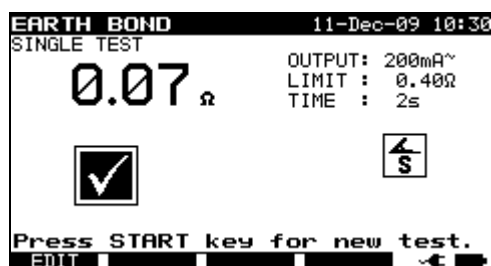 EARTH BOND 11-Dec-09 10:30
SINGLE TEST
OUTPUT: 200mA~
0.07 Ω
LIMIT : 0.40Ω
TIME : 2s
S
Press START key for new test.
EDIT